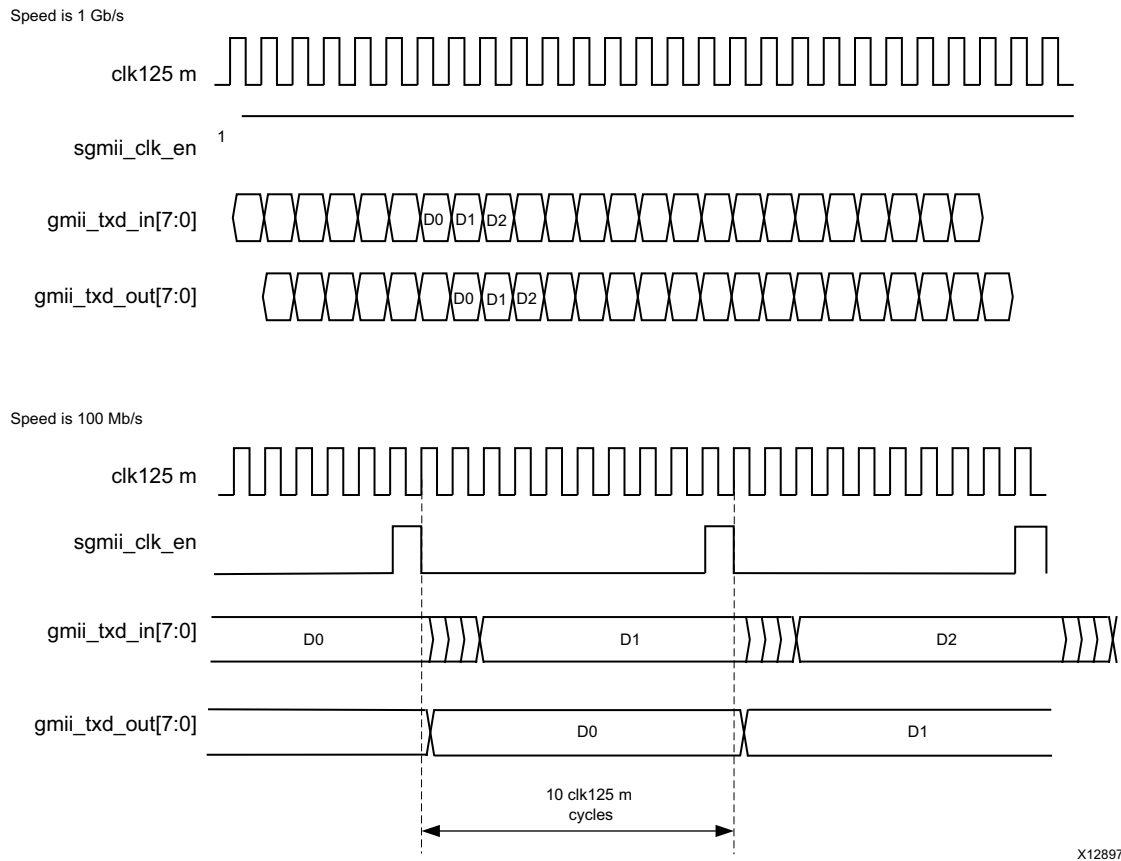 Speed is 1 Gb/s
clk125 m
1
sgmii_clk_en
gmii_txd_in[7:0]
D0 D1 D2
gmii_txd_out[7:0]
D0 D1 D2
Speed is 100 Mb/s
clk125 m
sgmii_clk_en
gmii_txd_in[7:0]
D0 D1 D2
gmii_txd_out[7:0]
D0 D1
10 clk125 m
cycles
X12897